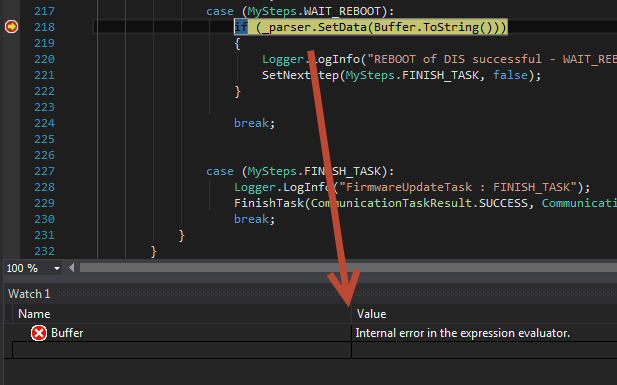 217 case (MySteps.WAIT_REBOOT):
218 if (_parser.SetData(Buffer.ToString()))
219 {
220 Logger.LogInfo("REBOOT of DIS successful - WAIT_REB
221 SetNextStep(MySteps.FINISH_TASK, false);
222 }
223
224 break;
225
226
227 case (MySteps.FINISH_TASK):
228 Logger.LogInfo("FirmwareUpdateTask : FINISH_TASK");
229 FinishTask(CommunicationTaskResult.SUCCESS, Communicati
230 break;
231 }
232 }
100 %
Watch 1
Name Value
Buffer Internal error in the expression evaluator.